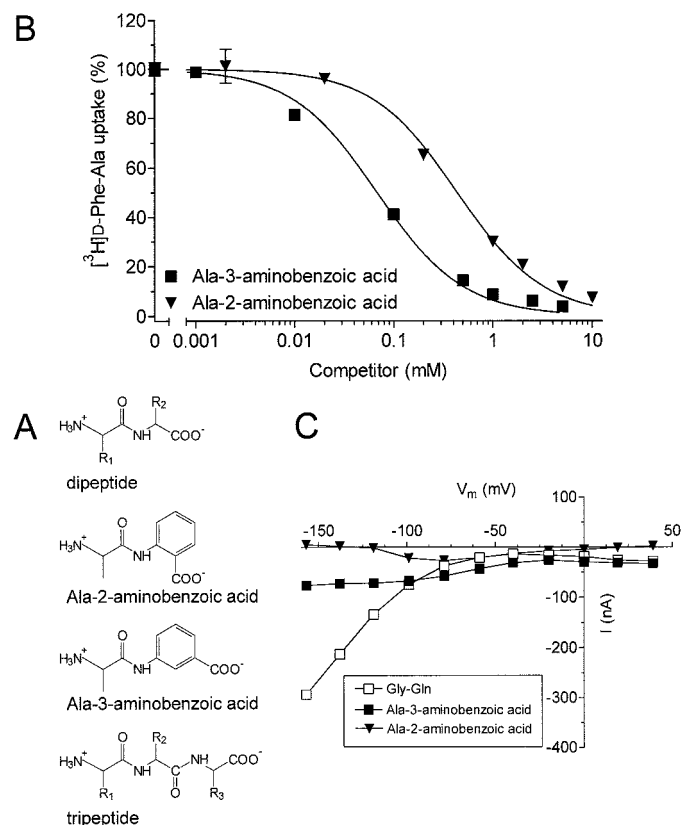 B
120
100
80
60
40
20
0
[³H]D-Phe-Ala uptake (%)
Ala-3-aminobenzoic acid
Ala-2-aminobenzoic acid
0 0.001 0.01 0.1 1 10
Competitor (mM)
A
H₃N⁺ O R₂ NH COO⁻ R₁
dipeptide
H₃N⁺ O NH COO⁻
Ala-2-aminobenzoic acid
H₃N⁺ O NH COO⁻
Ala-3-aminobenzoic acid
H₃N⁺ O R₂ NH COO⁻ R₁ NH C O R₃
tripeptide
C
Vₘ (mV)
-150 -100 -50 50
100
-100
-200
-300
-400
I (nA)
Gly-Gln
Ala-3-aminobenzoic acid
Ala-2-aminobenzoic acid